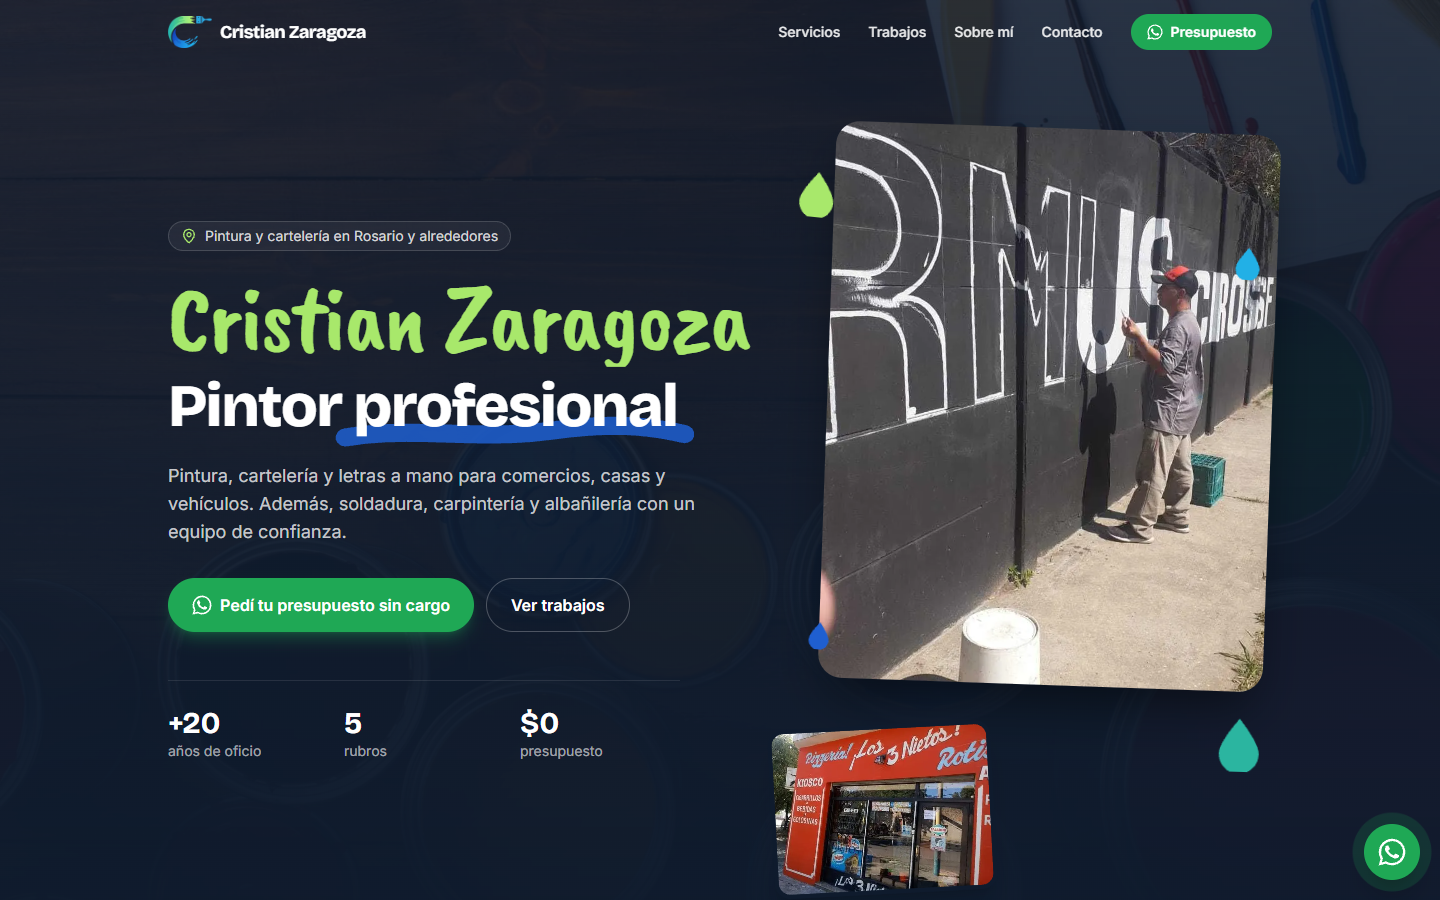 Cristian Zaragoza
Servicios
Trabajos
Sobre mí
Contacto
Presupuesto
Pintura y cartelería en Rosario y alrededores
Cristian Zaragoza
Pintor profesional
Pintura, cartelería y letras a mano para comercios, casas y
vehículos. Además, soldadura, carpintería y albañilería con un
equipo de confianza.
Pedí tu presupuesto sin cargo
Ver trabajos
+20
años de oficio
5
rubros
$0
presupuesto
RMUS
Pizzería! ¡Los 3 Nietos!
KIOSCO
BEBIDAS